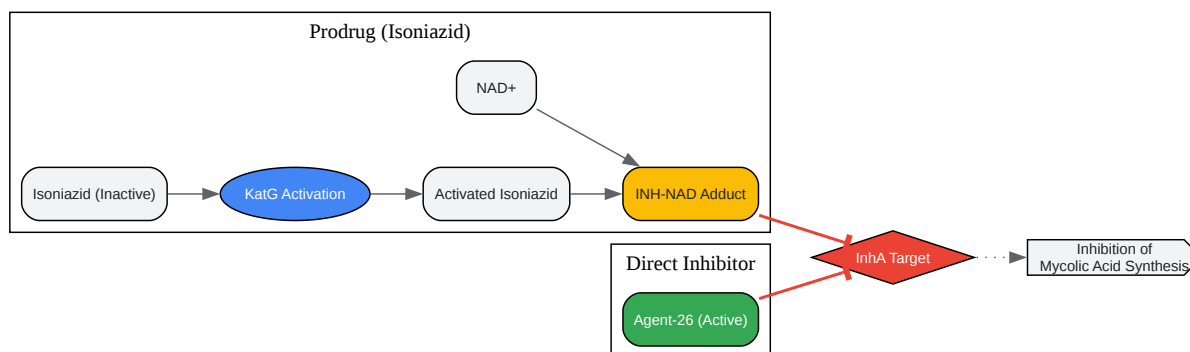 Prodrug (Isoniazid)
NAD+
Isoniazid (Inactive)
KatG Activation
Activated Isoniazid
INH-NAD Adduct
Direct Inhibitor
Agent-26 (Active)
InhA Target
Inhibition of
Mycolic Acid Synthesis